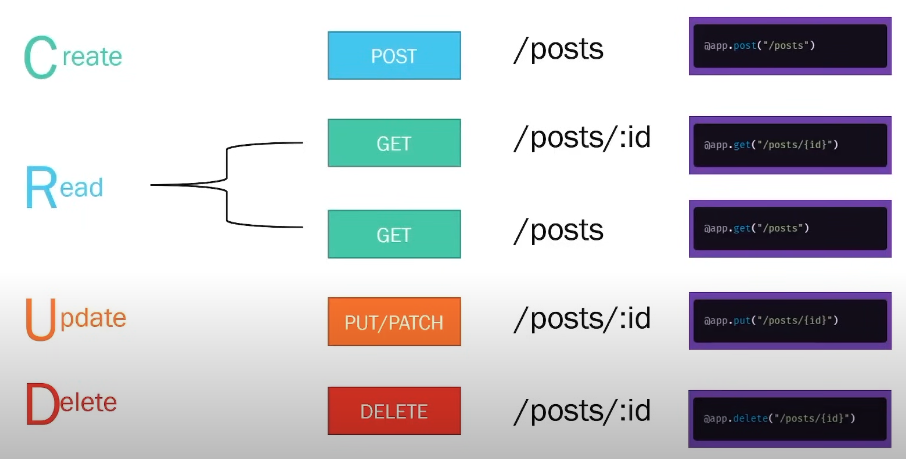 Create POST /posts @app.post("/posts")
GET /posts/:id @app.get("/posts/{id}")
Read
GET /posts @app.get("/posts")
Update PUT/PATCH /posts/:id @app.put("/posts/{id}")
Delete DELETE /posts/:id @app.delete("/posts/{id}")